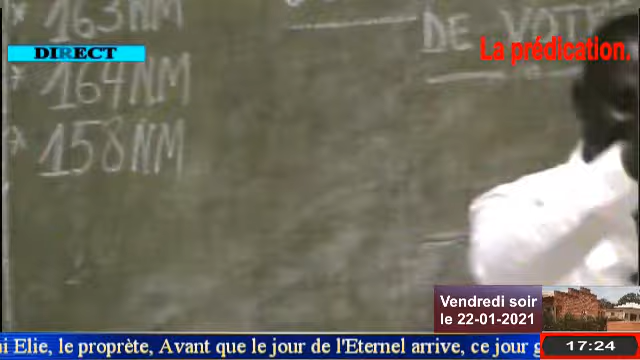 * 163NM
DE VOTR
La prédication.
DIRECT
* 164NM
* 158NM
Vendredi soir
le 22-01-2021
i Elie, le proprète, Avant que le jour de l'Eternel arrive, ce jour g
17:24